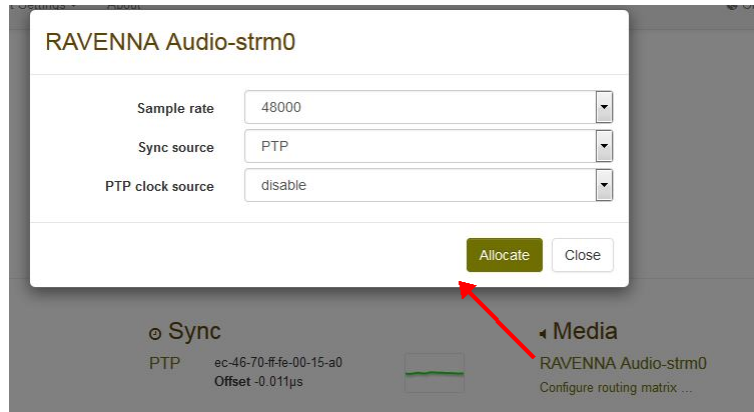 RAVENNA Audio-strm0
Sample rate 48000
Sync source PTP
PTP clock source disable
Allocate Close
Sync Media
PTP ec-46-70-ff-fe-00-15-a0 RAVENNA Audio-strm0
Offset -0.011µs Configure routing matrix ...